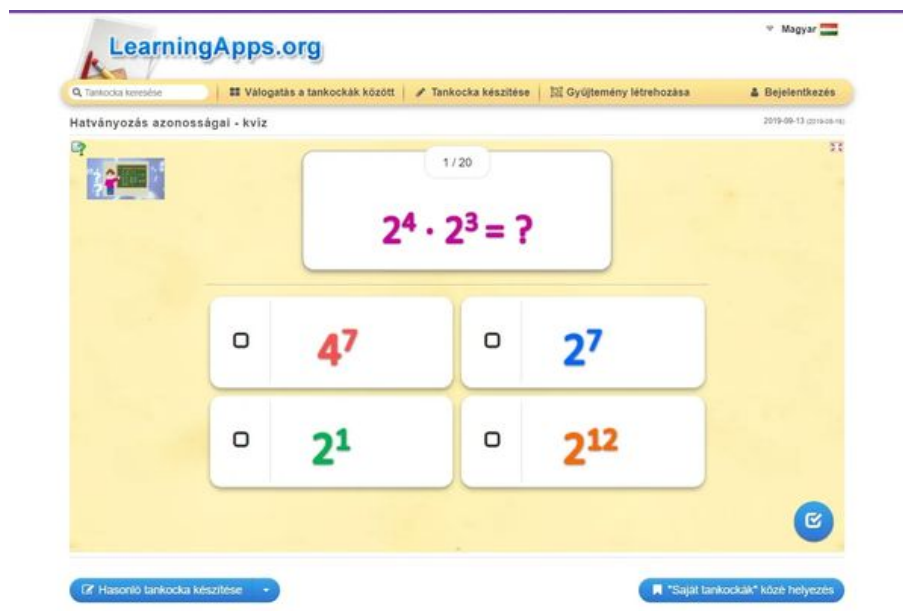 LearningApps.org
Magyar
Tankocka keresése
Válogatás a tankockák között
Tankocka készítése
Gyűjtemény létrehozása
Bejelentkezés
Hatványozás azonosságai - kvíz
2019-09-13
1 / 20
2⁴ · 2³ = ?
4⁷
2⁷
2¹
2¹²
Hasonló tankocka készítése
"Saját tankockák" közé helyezés